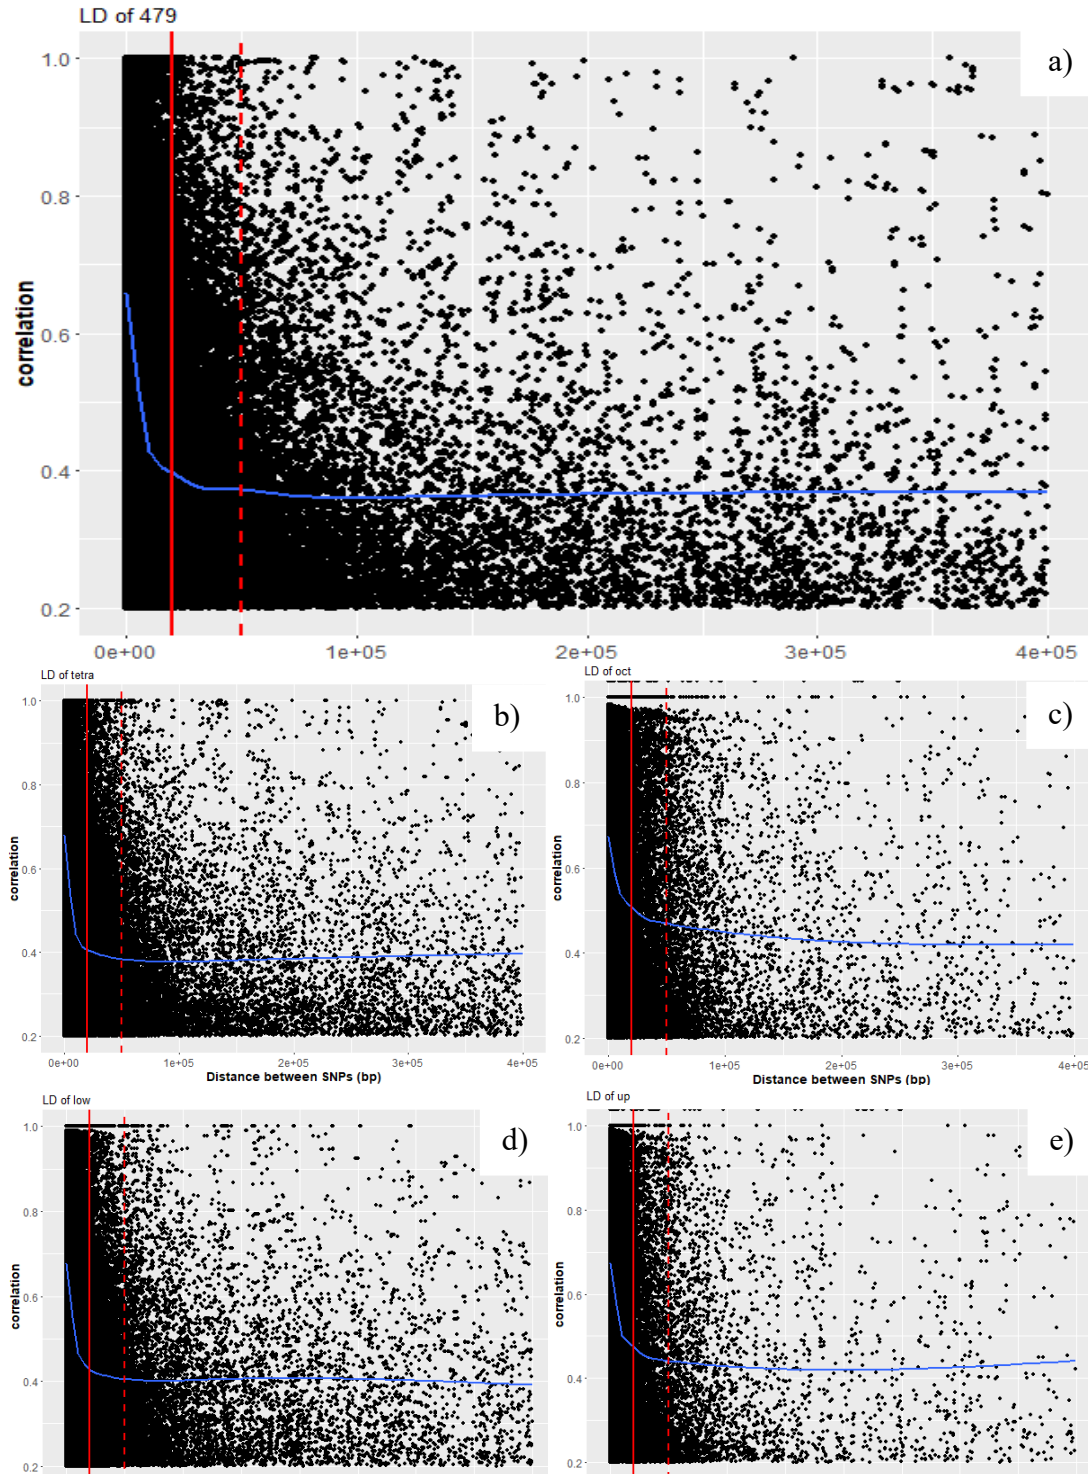 LD of 479
a)
1.0
0.8
0.6
0.4
0.2
correlation
0e+00 1e+05 2e+05 3e+05 4e+05
LD of tetra
b)
1.0
0.8
0.6
0.4
0.2
correlation
0e+00 1e+05 2e+05 3e+05 4e+05
Distance between SNPs (bp)
LD of oct
c)
1.0
0.8
0.6
0.4
0.2
correlation
0e+00 1e+05 2e+05 3e+05 4e+05
Distance between SNPs (bp)
LD of low
d)
1.0
0.8
0.6
0.4
0.2
correlation
LD of up
e)
1.0
0.8
0.6
0.4
0.2
correlation